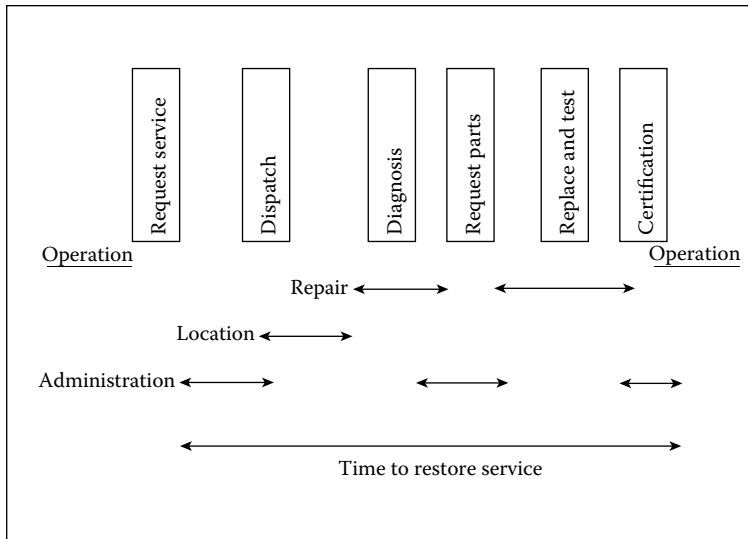 Request service
Dispatch
Diagnosis
Request parts
Replace and test
Certification
Operation
Operation
Repair
Location
Administration
Time to restore service